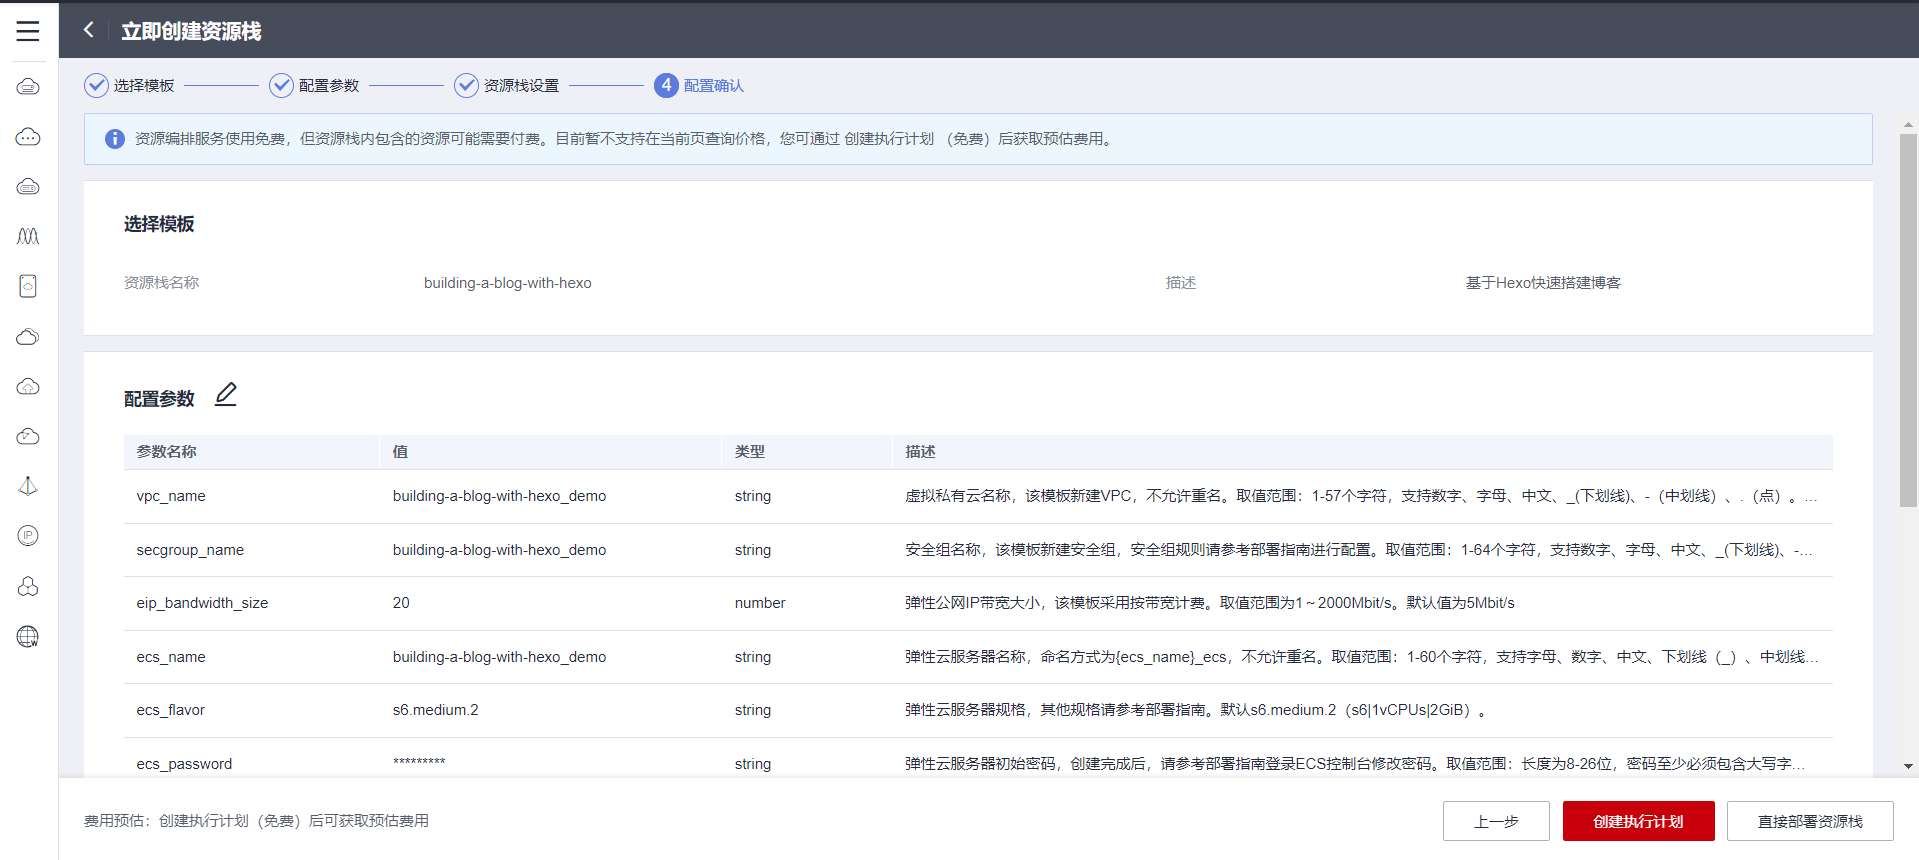 立即创建资源栈
选择模板 配置参数 资源栈设置 4 配置确认
资源编排服务使用免费，但资源栈内包含的资源可能需要付费。目前暂不支持在当前页查询价格，您可通过 创建执行计划 （免费）后获取预估费用。
选择模板
资源栈名称 building-a-blog-with-hexo 描述 基于Hexo快速搭建博客
配置参数
参数名称 值 类型 描述
vpc_name building-a-blog-with-hexo_demo string 虚拟私有云名称，该模板新建VPC，不允许重名。取值范围：1-57个字符，支持数字、字母、中文、_(下划线)、-（中划线）、.（点）。...
secgroup_name building-a-blog-with-hexo_demo string 安全组名称，该模板新建安全组，安全组规则请参考部署指南进行配置。取值范围：1-64个字符，支持数字、字母、中文、_(下划线)、-...
eip_bandwidth_size 20 number 弹性公网IP带宽大小，该模板采用按带宽计费。取值范围为1～2000Mbit/s。默认值为5Mbit/s
ecs_name building-a-blog-with-hexo_demo string 弹性云服务器名称，命名方式为{ecs_name}_ecs，不允许重名。取值范围：1-60个字符，支持字母、数字、中文、下划线（_）、中划线...
ecs_flavor s6.medium.2 string 弹性云服务器规格，其他规格请参考部署指南。默认s6.medium.2（s6|1vCPUs|2GiB）。
ecs_password ********* string 弹性云服务器初始密码，创建完成后，请参考部署指南登录ECS控制台修改密码。取值范围：长度为8-26位，密码至少必须包含大写字...
费用预估：创建执行计划（免费）后可获取预估费用 上一步 创建执行计划 直接部署资源栈
IP
W